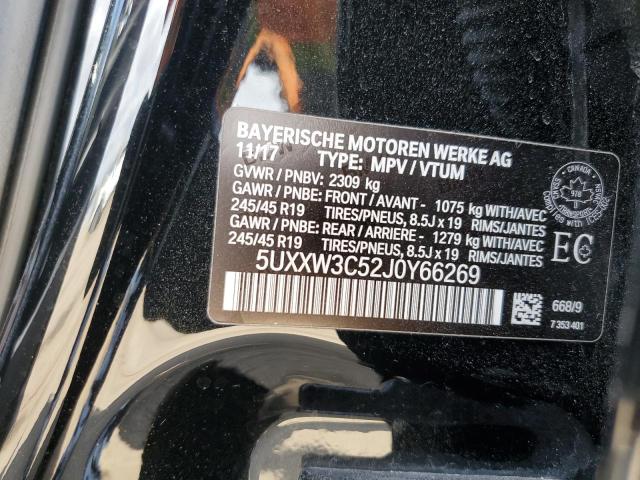 BAYERISCHE MOTOREN WERKE AG
11/17 TYPE: MPV / VTUM
GVWR / PNBV: 2309 kg
GAWR / PNBE: FRONT / AVANT - 1075 kg WITH/AVEC
245/45 R19 TIRES/PNEUS, 8.5J x 19 RIMS/JANTES
GAWR / PNBE: REAR / ARRIERE - 1279 kg WITH/AVEC
245/45 R19 TIRES/PNEUS, 8.5J x 19 RIMS/JANTES
5UXXW3C52J0Y66269
978
TRANSPORT
EC
668/9
7 353 401